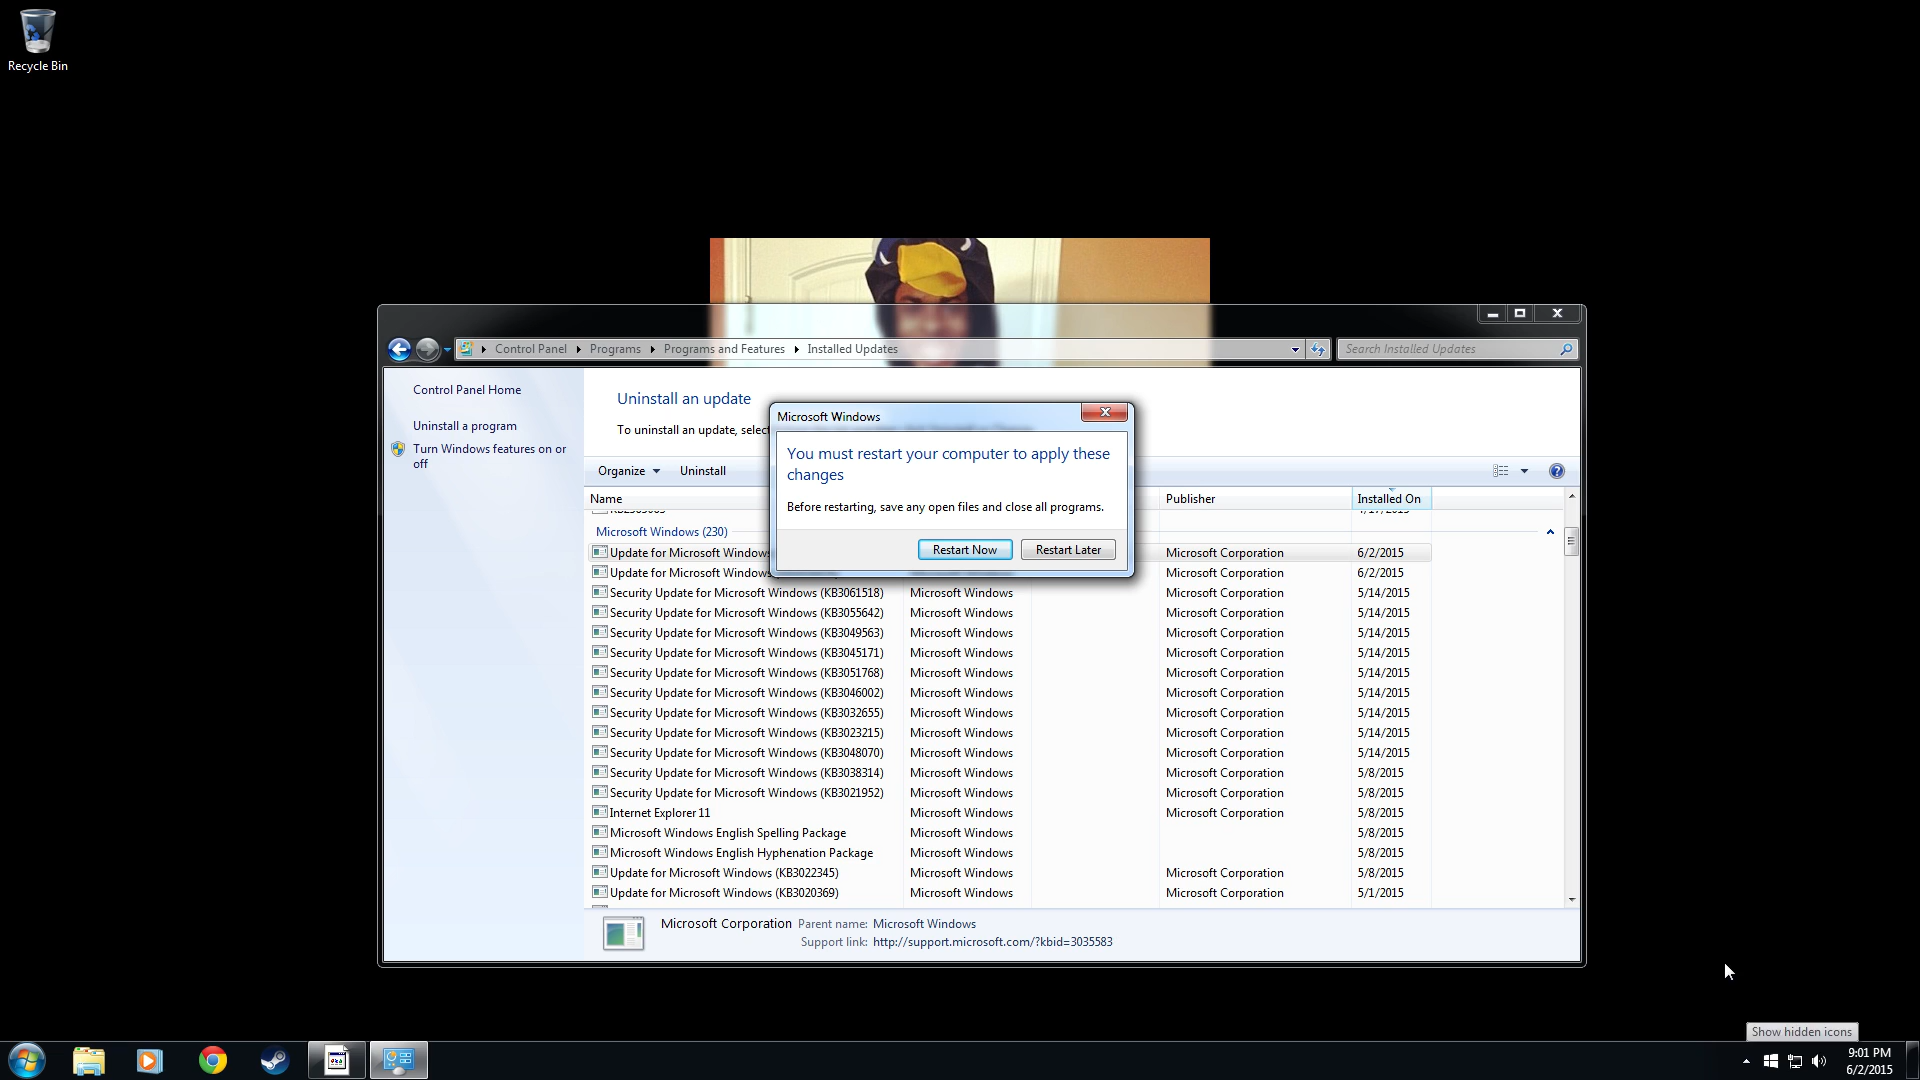 Recycle Bin
Control Panel Programs Programs and Features Installed Updates
Search Installed Updates
Control Panel Home
Uninstall a program
Turn Windows features on or
off
Uninstall an update
To uninstall an update, select
Organize Uninstall
Microsoft Windows
You must restart your computer to apply these
changes
Before restarting, save any open files and close all programs.
Restart Now Restart Later
Name Publisher Installed On
Microsoft Windows (230)
Update for Microsoft Windows Microsoft Corporation 6/2/2015
Update for Microsoft Windows Microsoft Corporation 6/2/2015
Security Update for Microsoft Windows (KB3061518) Microsoft Windows Microsoft Corporation 5/14/2015
Security Update for Microsoft Windows (KB3055642) Microsoft Windows Microsoft Corporation 5/14/2015
Security Update for Microsoft Windows (KB3049563) Microsoft Windows Microsoft Corporation 5/14/2015
Security Update for Microsoft Windows (KB3045171) Microsoft Windows Microsoft Corporation 5/14/2015
Security Update for Microsoft Windows (KB3051768) Microsoft Windows Microsoft Corporation 5/14/2015
Security Update for Microsoft Windows (KB3046002) Microsoft Windows Microsoft Corporation 5/14/2015
Security Update for Microsoft Windows (KB3032655) Microsoft Windows Microsoft Corporation 5/14/2015
Security Update for Microsoft Windows (KB3023215) Microsoft Windows Microsoft Corporation 5/14/2015
Security Update for Microsoft Windows (KB3048070) Microsoft Windows Microsoft Corporation 5/14/2015
Security Update for Microsoft Windows (KB3038314) Microsoft Windows Microsoft Corporation 5/8/2015
Security Update for Microsoft Windows (KB3021952) Microsoft Windows Microsoft Corporation 5/8/2015
Internet Explorer 11 Microsoft Windows Microsoft Corporation 5/8/2015
Microsoft Windows English Spelling Package Microsoft Windows 5/8/2015
Microsoft Windows English Hyphenation Package Microsoft Windows 5/8/2015
Update for Microsoft Windows (KB3022345) Microsoft Windows Microsoft Corporation 5/8/2015
Update for Microsoft Windows (KB3020369) Microsoft Windows Microsoft Corporation 5/1/2015
Microsoft Corporation Parent name: Microsoft Windows
Support link: http://support.microsoft.com/?kbid=3035583
Show hidden icons
9:01 PM
6/2/2015